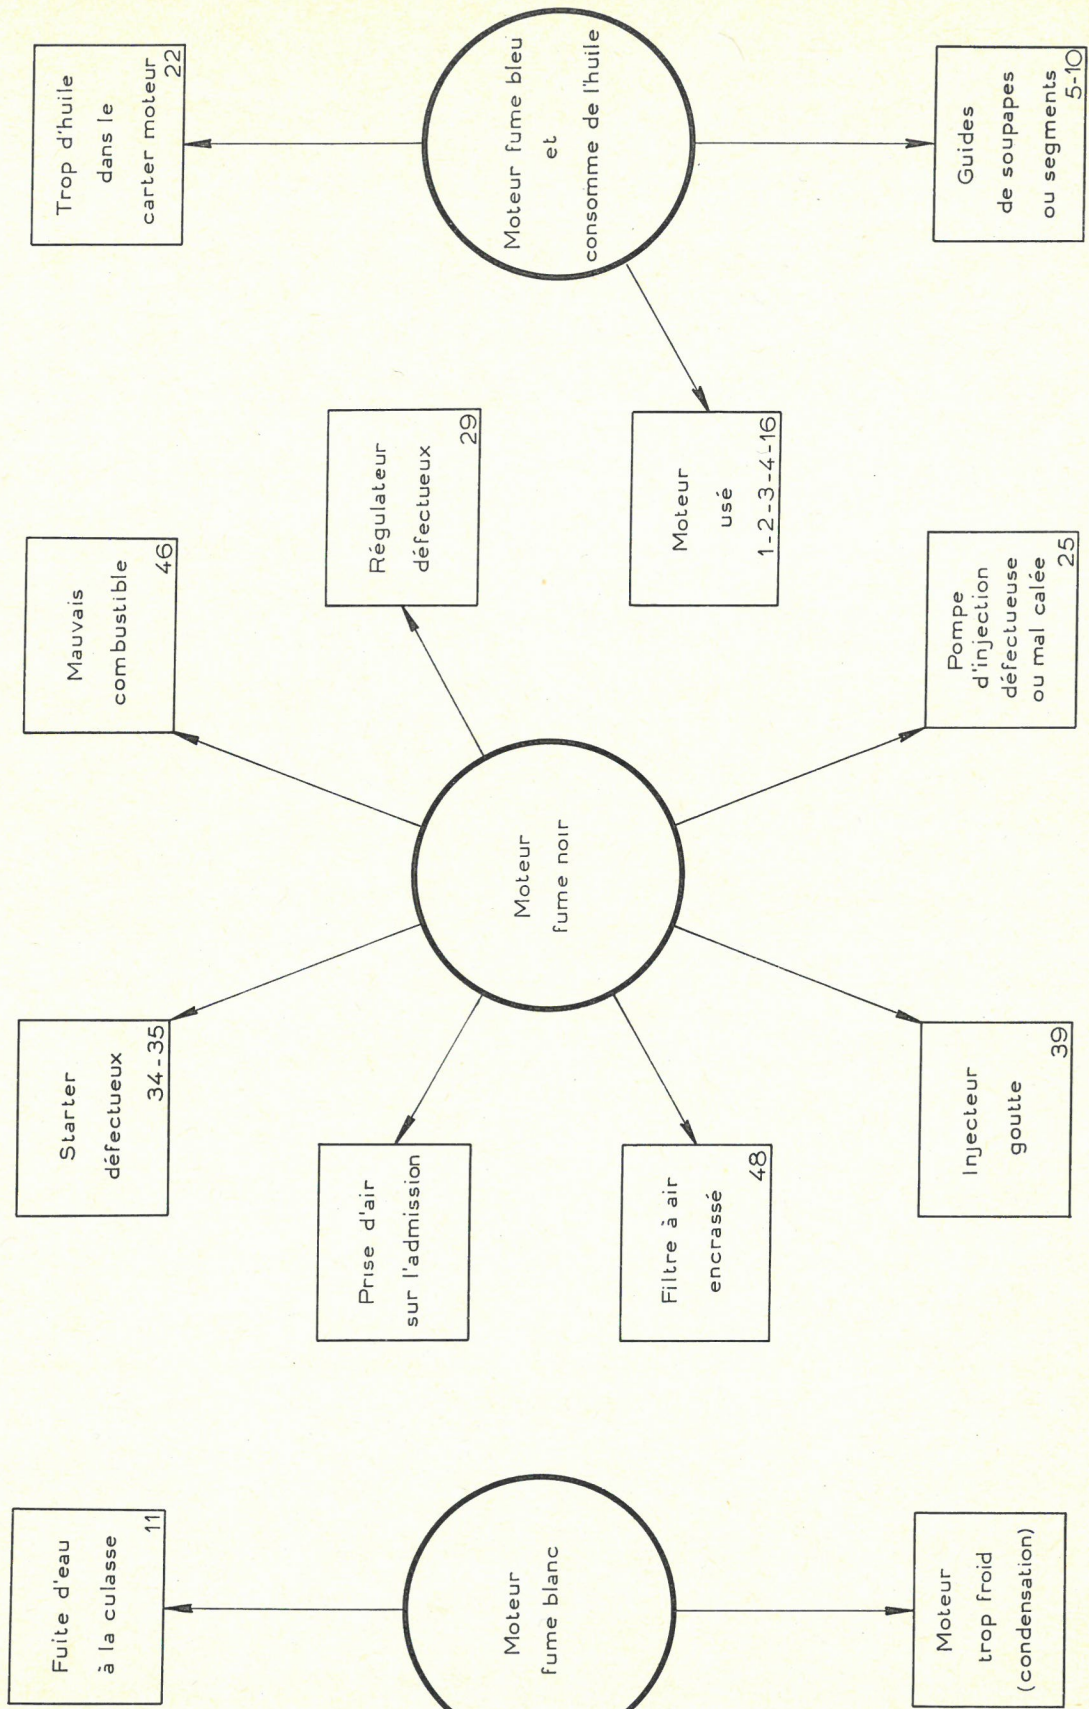 Fuite d'eau
à la culasse
11
Moteur
fume blanc
Moteur
trop froid
(condensation)
Starter
défectueux
34-35
Mauvais
combustible
46
Prise d'air
sur l'admission
Régulateur
défectueux
29
Moteur
fume noir
Filtre à air
encrassé
48
Injecteur
goutte
39
Pompe
d'injection
défectueuse
ou mal calée
25
Trop d'huile
dans le
carter moteur
22
Moteur fume bleu
et
consomme de l'huile
Moteur
usé
1-2-3-4-16
Guides
de soupapes
ou segments
5-10